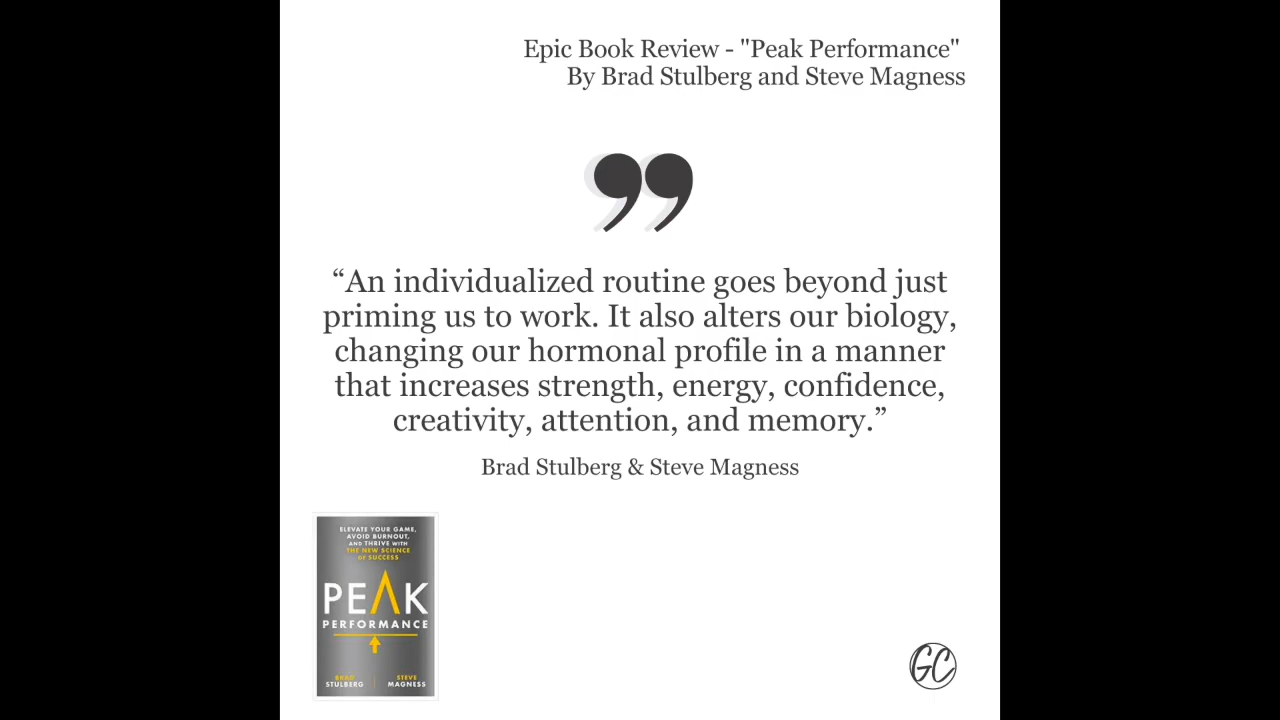 Epic Book Review - "Peak Performance"
By Brad Stulberg and Steve Magness
”
“An individualized routine goes beyond just
priming us to work. It also alters our biology,
changing our hormonal profile in a manner
that increases strength, energy, confidence,
creativity, attention, and memory.”
Brad Stulberg & Steve Magness
ELEVATE YOUR GAME,
AVOID BURNOUT,
AND THRIVE WITH
THE NEW SCIENCE
OF SUCCESS
PEAK
PERFORMANCE
BRAD STULBERG
STEVE MAGNESS
GC